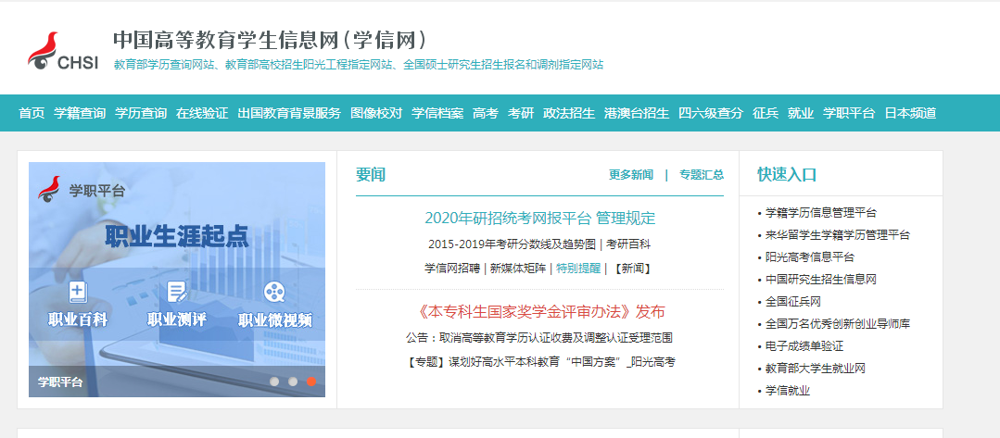 中国高等教育学生信息网(学信网)
CHSI
教育部学历查询网站、教育部高校招生阳光工程指定网站、全国硕士研究生招生报名和调剂指定网站
首页 学籍查询 学历查询 在线验证 出国教育背景服务 图像校对 学信档案 高考 考研 政法招生 港澳台招生 四六级查分 征兵 就业 学职平台 日本频道
学职平台
职业生涯起点
职业百科 职业测评 职业微视频
学职平台
要闻 更多新闻 | 专题汇总
2020年研招统考网报平台 管理规定
2015-2019年考研分数线及趋势图 | 考研百科
学信网招聘 | 新媒体矩阵 | 特别提醒 | 【新闻】
《本专科生国家奖学金评审办法》发布
公告：取消高等教育学历认证收费及调整认证受理范围
【专题】谋划好高水平本科教育“中国方案”_阳光高考
快速入口
• 学籍学历信息管理平台
• 来华留学生学籍学历管理平台
• 阳光高考信息平台
• 中国研究生招生信息网
• 全国征兵网
• 全国万名优秀创新创业导师库
• 电子成绩单验证
• 教育部大学生就业网
• 学信就业